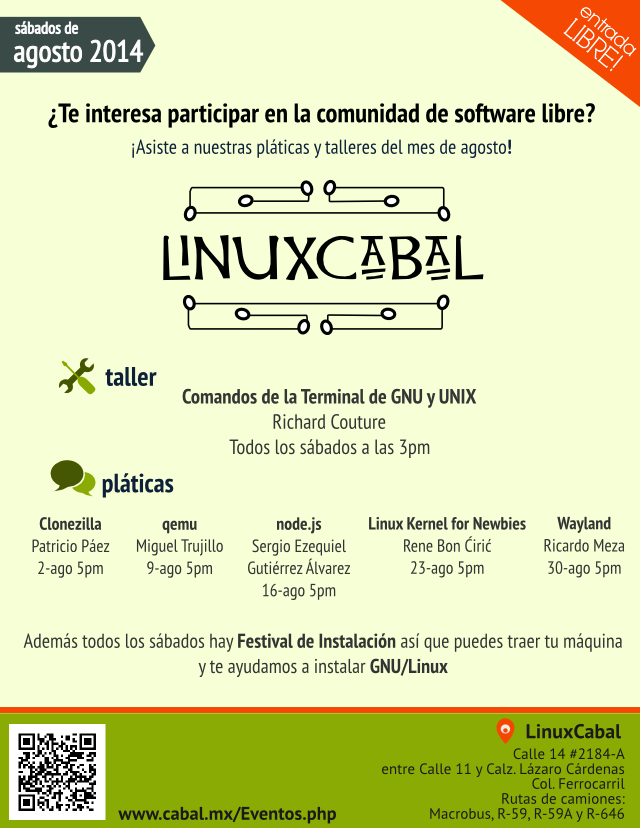 sábados de
agosto 2014
entrada
LIBRE!
¿Te interesa participar en la comunidad de software libre?
¡Asiste a nuestras pláticas y talleres del mes de agosto!
LINUXCABAL
taller
Comandos de la Terminal de GNU y UNIX
Richard Couture
Todos los sábados a las 3pm
pláticas
Clonezilla
Patricio Páez
2-ago 5pm
qemu
Miguel Trujillo
9-ago 5pm
node.js
Sergio Ezequiel
Gutiérrez Álvarez
16-ago 5pm
Linux Kernel for Newbies
Rene Bon Ćirić
23-ago 5pm
Wayland
Ricardo Meza
30-ago 5pm
Además todos los sábados hay Festival de Instalación así que puedes traer tu máquina
y te ayudamos a instalar GNU/Linux
LinuxCabal
Calle 14 #2184-A
entre Calle 11 y Calz. Lázaro Cárdenas
Col. Ferrocarril
Rutas de camiones:
Macrobus, R-59, R-59A y R-646
www.cabal.mx/Eventos.php